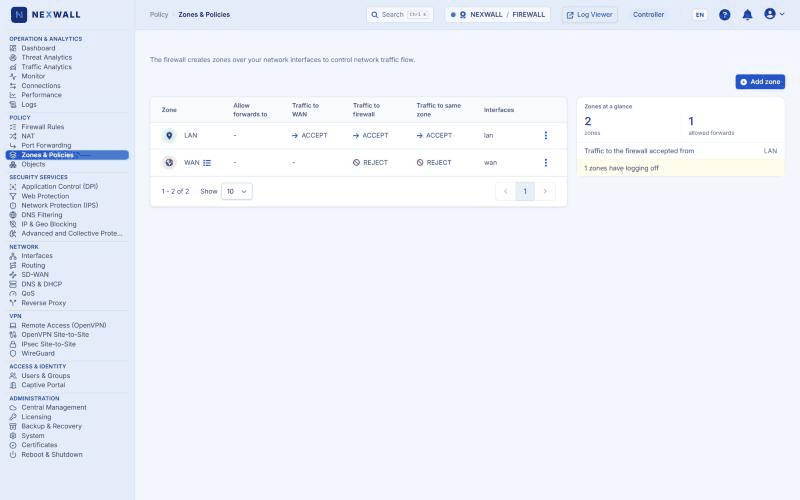 NEXWALL
Policy
Zones & Policies
Search Ctrl K
NEXWALL / FIREWALL
Log Viewer
Controller
EN
OPERATION & ANALYTICS
Dashboard
Threat Analytics
Traffic Analytics
Monitor
Connections
Performance
Logs
POLICY
Firewall Rules
NAT
Port Forwarding
Zones & Policies
Objects
SECURITY SERVICES
Application Control (DPI)
Web Protection
Network Protection (IPS)
DNS Filtering
IP & Geo Blocking
Advanced and Collective Prote...
NETWORK
Interfaces
Routing
SD-WAN
DNS & DHCP
QoS
Reverse Proxy
VPN
Remote Access (OpenVPN)
OpenVPN Site-to-Site
IPsec Site-to-Site
WireGuard
ACCESS & IDENTITY
Users & Groups
Captive Portal
ADMINISTRATION
Central Management
Licensing
Backup & Recovery
System
Certificates
Reboot & Shutdown
The firewall creates zones over your network interfaces to control network traffic flow.
Add zone
Zone Allow forwards to Traffic to WAN Traffic to firewall Traffic to same zone Interfaces
LAN - → ACCEPT → ACCEPT → ACCEPT lan
WAN - - REJECT REJECT wan
1 - 2 of 2 Show 10 1
Zones at a glance
2 1
zones allowed forwards
Traffic to the firewall accepted from LAN
1 zones have logging off